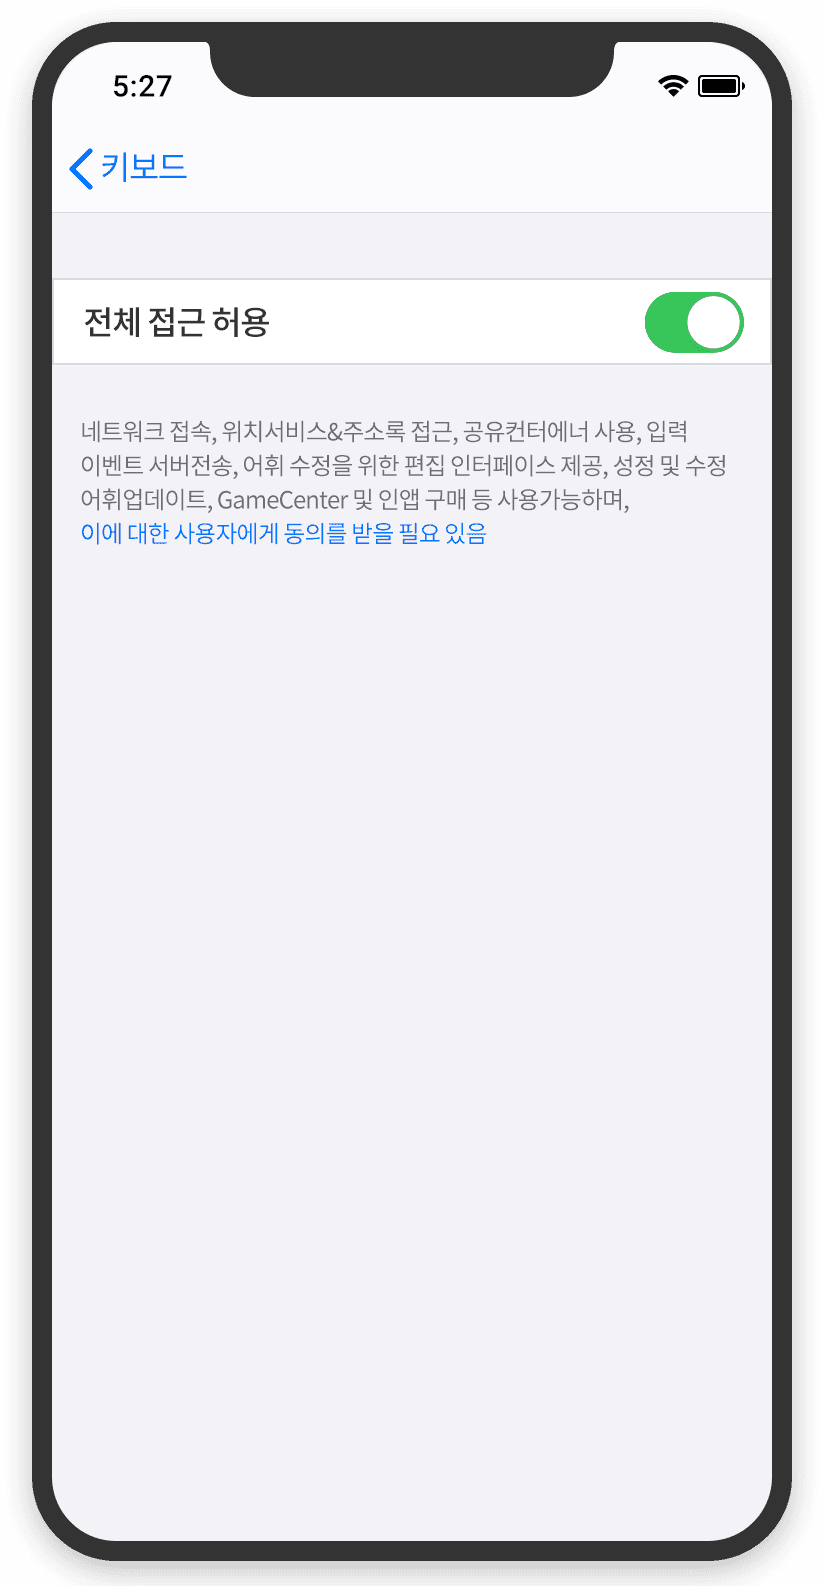 5:27
키보드
전체 접근 허용
네트워크 접속, 위치서비스&주소록 접근, 공유컨터에너 사용, 입력
이벤트 서버전송, 어휘 수정을 위한 편집 인터페이스 제공, 성정 및 수정
어휘업데이트, GameCenter 및 인앱 구매 등 사용가능하며,
이에 대한 사용자에게 동의를 받을 필요 있음